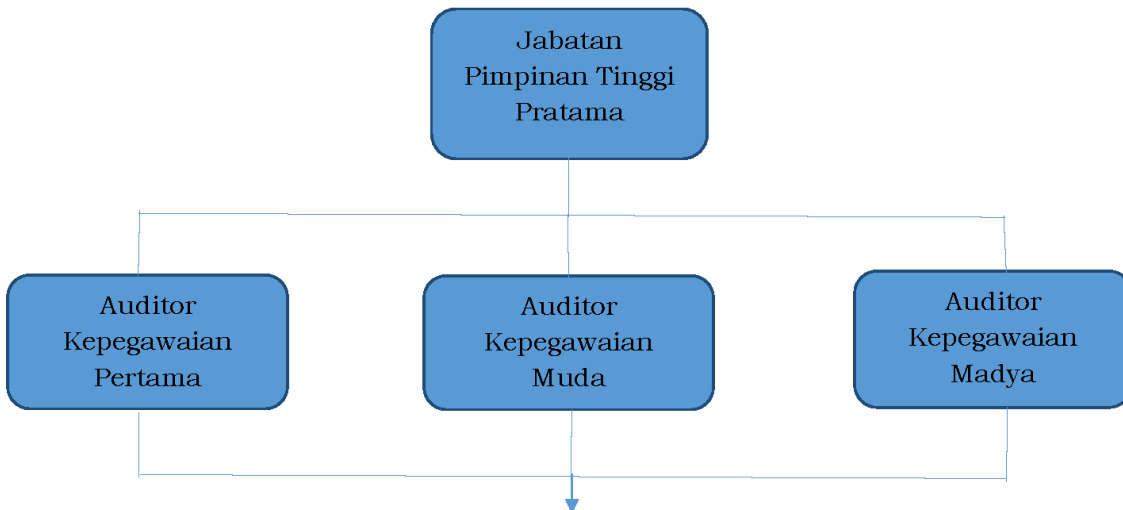 Jabatan
Pimpinan Tinggi
Pratama
Auditor
Kepegawaian
Pertama
Auditor
Kepegawaian
Muda
Auditor
Kepegawaian
Madya